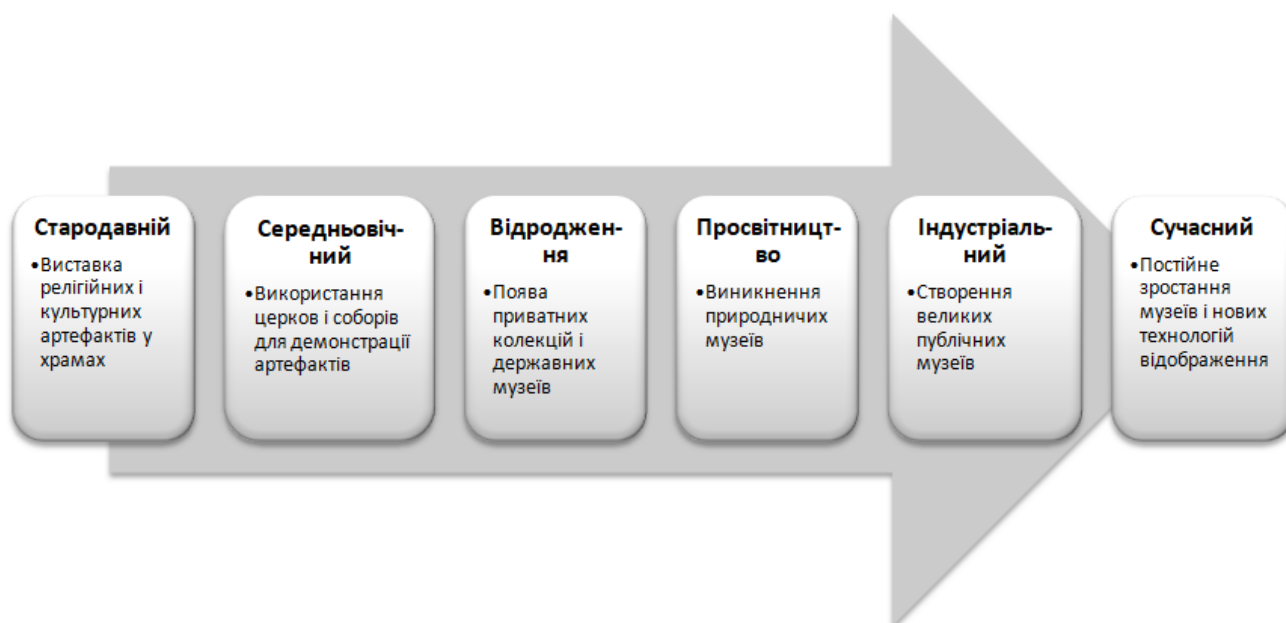 Стародавній
•Виставка
релігійних і
культурних
артефактів у
храмах
Середньовіч-
ний
•Використання
церков і соборів
для демонстрації
артефактів
Відроджен-
ня
•Поява
приватних
колекцій і
державних
музеїв
Просвітницт-
во
•Виникнення
природничих
музеїв
Індустріаль-
ний
•Створення
великих
публічних
музеїв
Сучасний
•Постійне
зростання
музеїв і нових
технологій
відображення